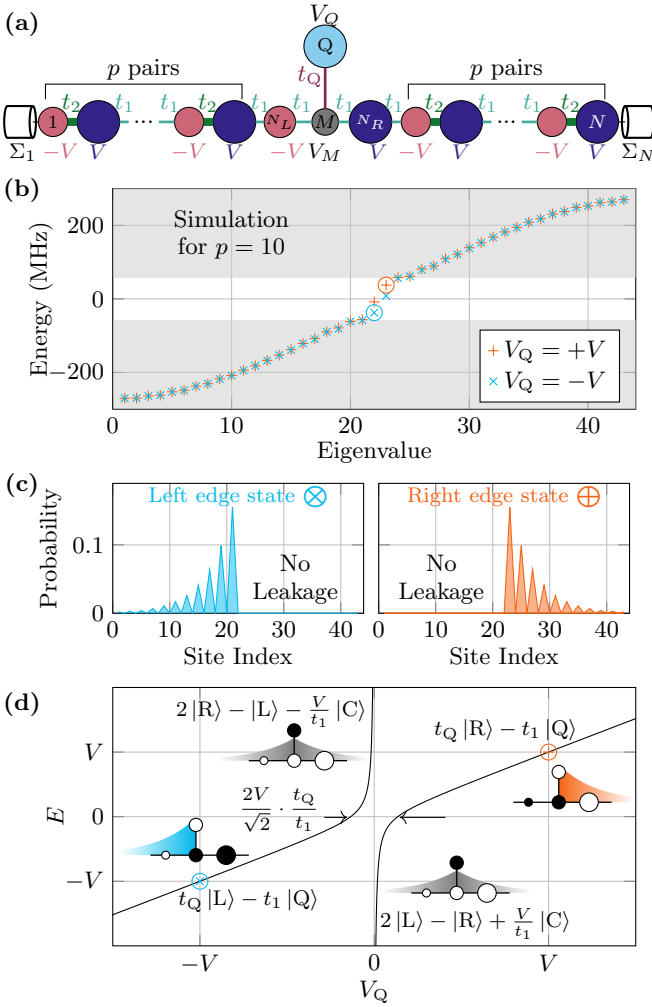 (a)
V_Q
Q
t_Q
p pairs
p pairs
t_2 t_1 t_1 t_2 t_1 t_1 t_1 t_1 t_2 t_1 t_1 t_2
1 ... N_L M N_R ... N
Σ_1 −V V −V V −V V_M V −V V −V V Σ_N
(b)
Energy (MHz)
200
0
−200
Simulation
for p = 10
V_Q = +V
V_Q = −V
0 10 20 30 40
Eigenvalue
(c)
Probability
0.1
0
Left edge state
No
Leakage
0 20 40
Site Index
Right edge state
No
Leakage
0 20 40
Site Index
(d)
E
V
0
−V
2 |R⟩ − |L⟩ − V/t_1 |C⟩
t_Q |R⟩ − t_1 |Q⟩
2V/√2 · t_Q/t_1
t_Q |L⟩ − t_1 |Q⟩
2 |L⟩ − |R⟩ + V/t_1 |C⟩
−V 0 V
V_Q